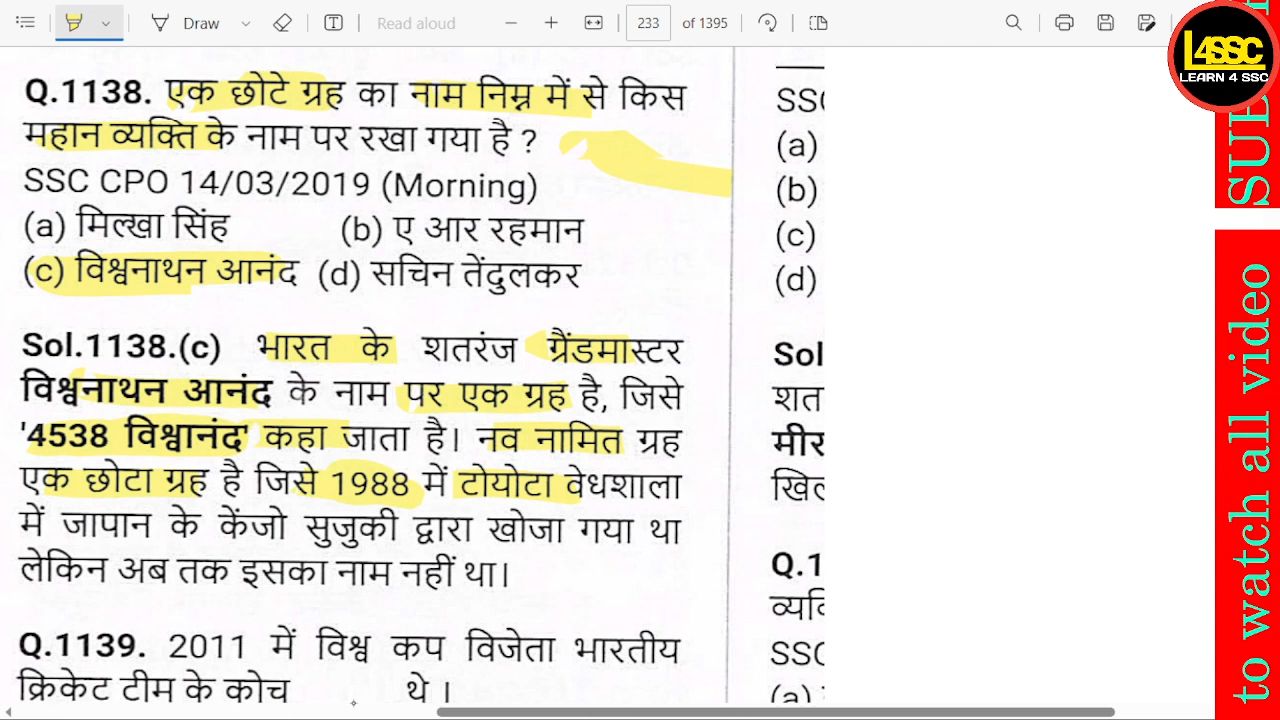 Read aloud
Draw
233 of 1395
L4SSC
LEARN 4 SSC
Q.1138. एक छोटे ग्रह का नाम निम्न में से किस
महान व्यक्ति के नाम पर रखा गया है ?
SSC CPO 14/03/2019 (Morning)
(a) मिल्खा सिंह (b) ए आर रहमान
(c) विश्वनाथन आनंद (d) सचिन तेंदुलकर
Sol.1138.(c) भारत के शतरंज ग्रैंडमास्टर
विश्वनाथन आनंद के नाम पर एक ग्रह है, जिसे
'4538 विश्वानंद' कहा जाता है। नव नामित ग्रह
एक छोटा ग्रह है जिसे 1988 में टोयोटा वेधशाला
में जापान के केंजो सुजुकी द्वारा खोजा गया था
लेकिन अब तक इसका नाम नहीं था।
Q.1139. 2011 में विश्व कप विजेता भारतीय
क्रिकेट टीम के कोच थे ।
(a)
(b)
(c)
(d)
Sol
शत
Q.1
(a)
to watch all video